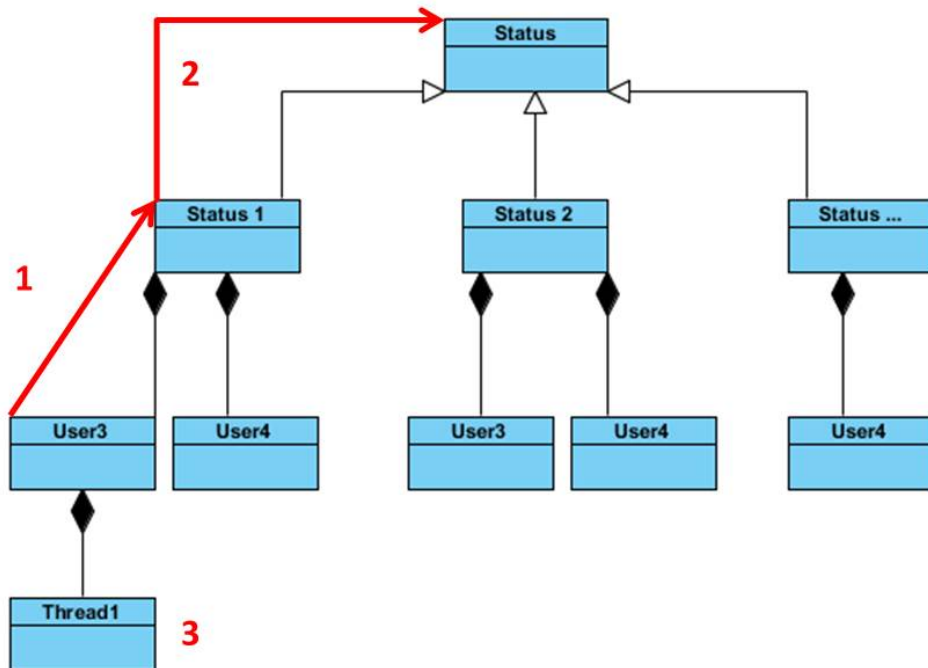 Status
2
Status 1
Status 2
Status ...
1
User3
User4
User3
User4
User4
Thread1
3